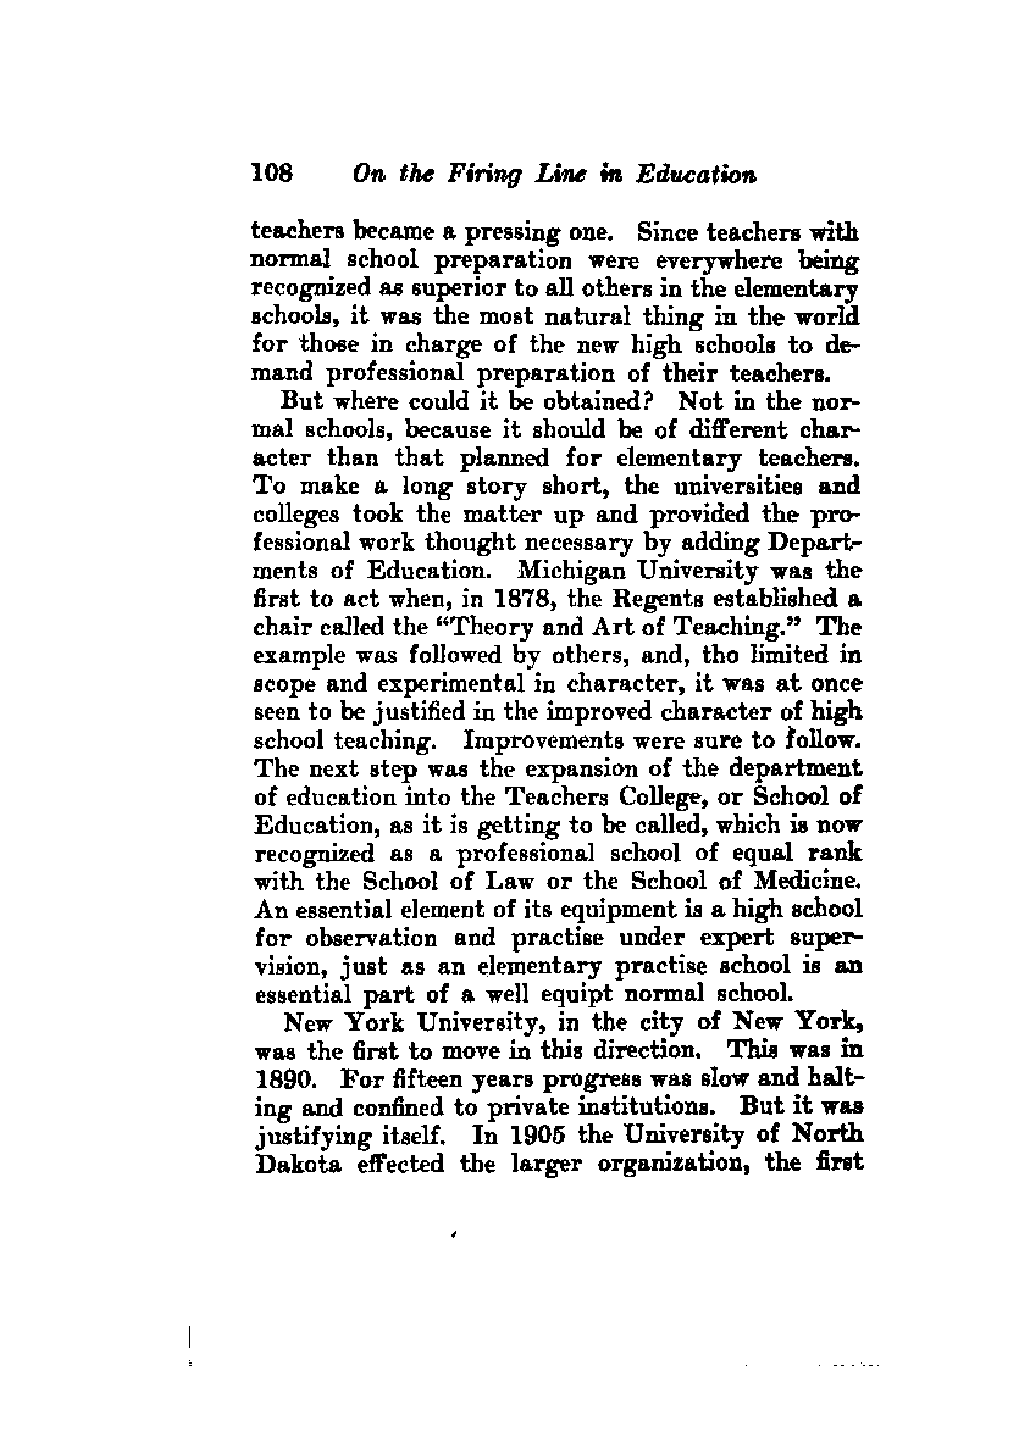 108 On the Firing Line in Education
teachers became a pressing one. Since teachers with
normal school preparation were everywhere being
recognized as superior to all others in the elementary
schools, it was the most natural thing in the world
for those in charge of the new high schools to de-
mand professional preparation of their teachers.
But where could it be obtained? Not in the nor-
mal schools, because it should be of different char-
acter than that planned for elementary teachers.
To make a long story short, the universities and
colleges took the matter up and provided the pro-
fessional work thought necessary by adding Depart-
ments of Education. Michigan University was the
first to act when, in 1878, the Regents established a
chair called the “Theory and Art of Teaching.” The
example was followed by others, and, tho limited in
scope and experimental in character, it was at once
seen to be justified in the improved character of high
school teaching. Improvements were sure to follow.
The next step was the expansion of the department
of education into the Teachers College, or School of
Education, as it is getting to be called, which is now
recognized as a professional school of equal rank
with the School of Law or the School of Medicine.
An essential element of its equipment is a high school
for observation and practise under expert super-
vision, just as an elementary practise school is an
essential part of a well equipt normal school.
New York University, in the city of New York,
was the first to move in this direction. This was in
1890. For fifteen years progress was slow and halt-
ing and confined to private institutions. But it was
justifying itself. In 1905 the University of North
Dakota effected the larger organization, the first